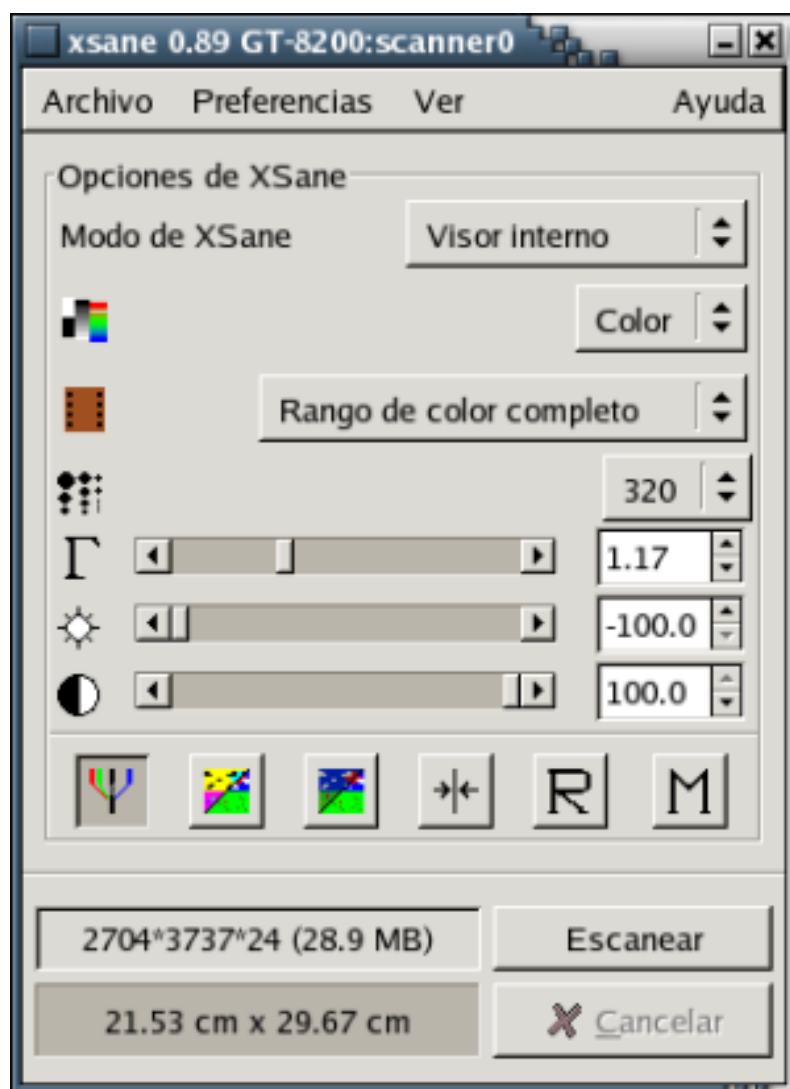 xsane 0.89 GT-8200:scanner0
Archivo Preferencias Ver Ayuda
Opciones de XSane
Modo de XSane Visor interno
Color
Rango de color completo
320
Γ 1.17
-100.0
100.0
R M
2704*3737*24 (28.9 MB) Escanear
21.53 cm x 29.67 cm Cancelar